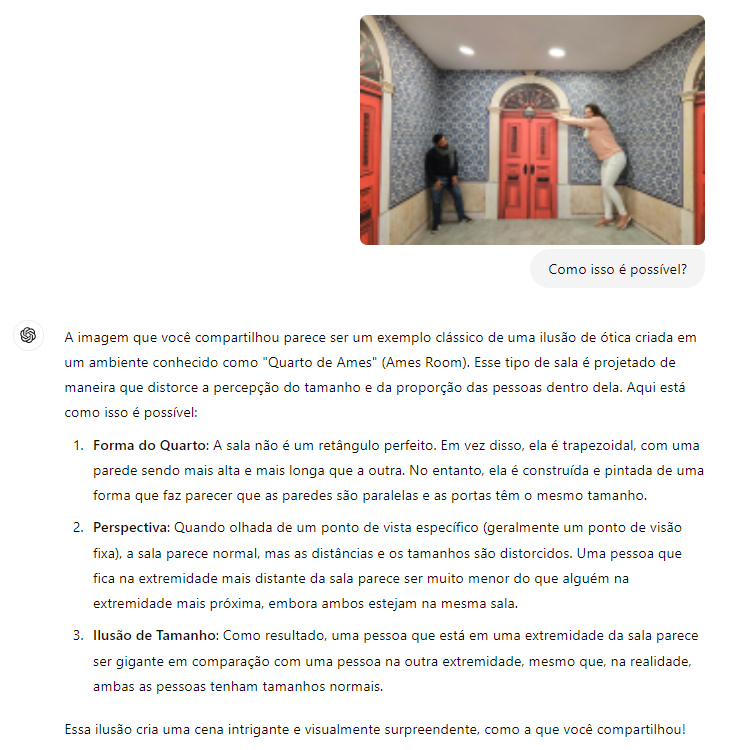 Como isso é possível?
A imagem que você compartilhou parece ser um exemplo clássico de uma ilusão de ótica criada em
um ambiente conhecido como "Quarto de Ames" (Ames Room). Esse tipo de sala é projetado de
maneira que distorce a percepção do tamanho e da proporção das pessoas dentro dela. Aqui está
como isso é possível:
1. Forma do Quarto: A sala não é um retângulo perfeito. Em vez disso, ela é trapezoidal, com uma
parede sendo mais alta e mais longa que a outra. No entanto, ela é construída e pintada de uma
forma que faz parecer que as paredes são paralelas e as portas têm o mesmo tamanho.
2. Perspectiva: Quando olhada de um ponto de vista específico (geralmente um ponto de visão
fixa), a sala parece normal, mas as distâncias e os tamanhos são distorcidos. Uma pessoa que
fica na extremidade mais distante da sala parece ser muito menor do que alguém na
extremidade mais próxima, embora ambos estejam na mesma sala.
3. Ilusão de Tamanho: Como resultado, uma pessoa que está em uma extremidade da sala parece
ser gigante em comparação com uma pessoa na outra extremidade, mesmo que, na realidade,
ambas as pessoas tenham tamanhos normais.
Essa ilusão cria uma cena intrigante e visualmente surpreendente, como a que você compartilhou!